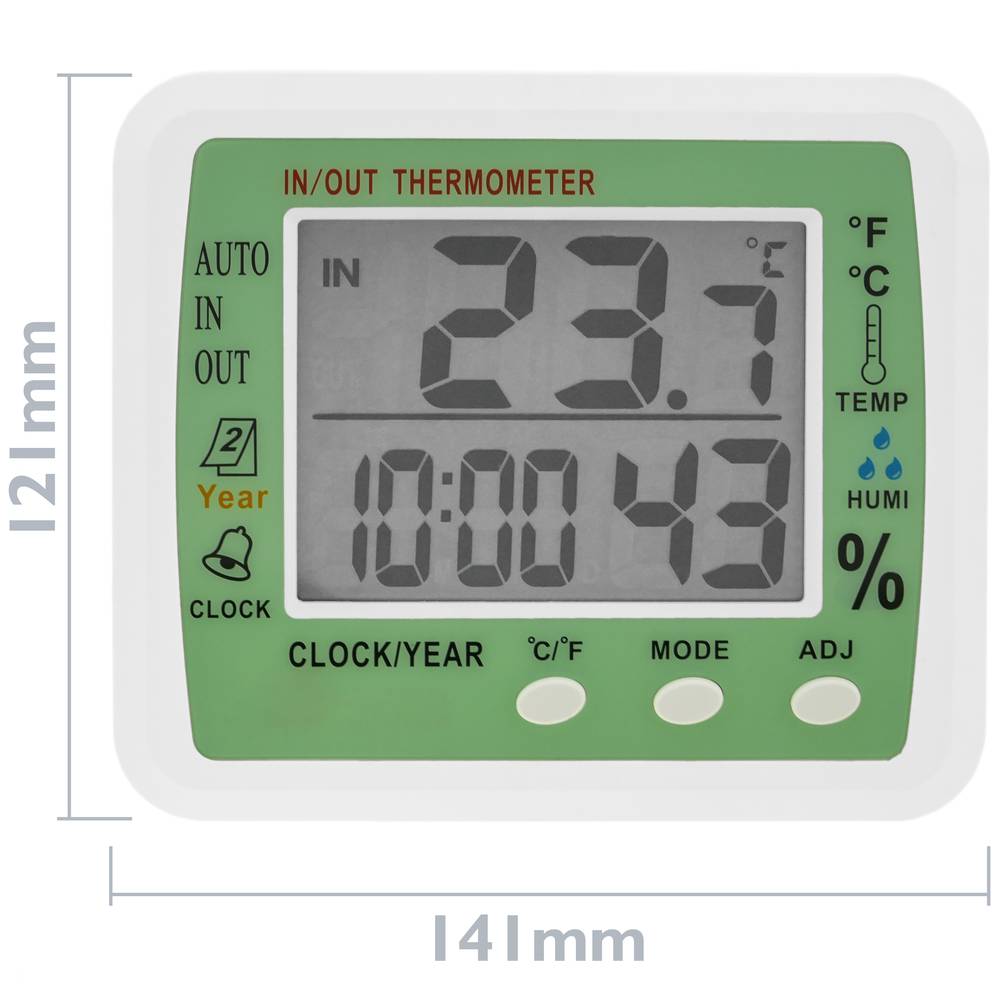 IN/OUT THERMOMETER
AUTO
IN
OUT
2
Year
CLOCK
IN 23.7 °C
10:00 43
°F
°C
TEMP
HUMI
%
CLOCK/YEAR °C/°F MODE ADJ
121mm
141mm